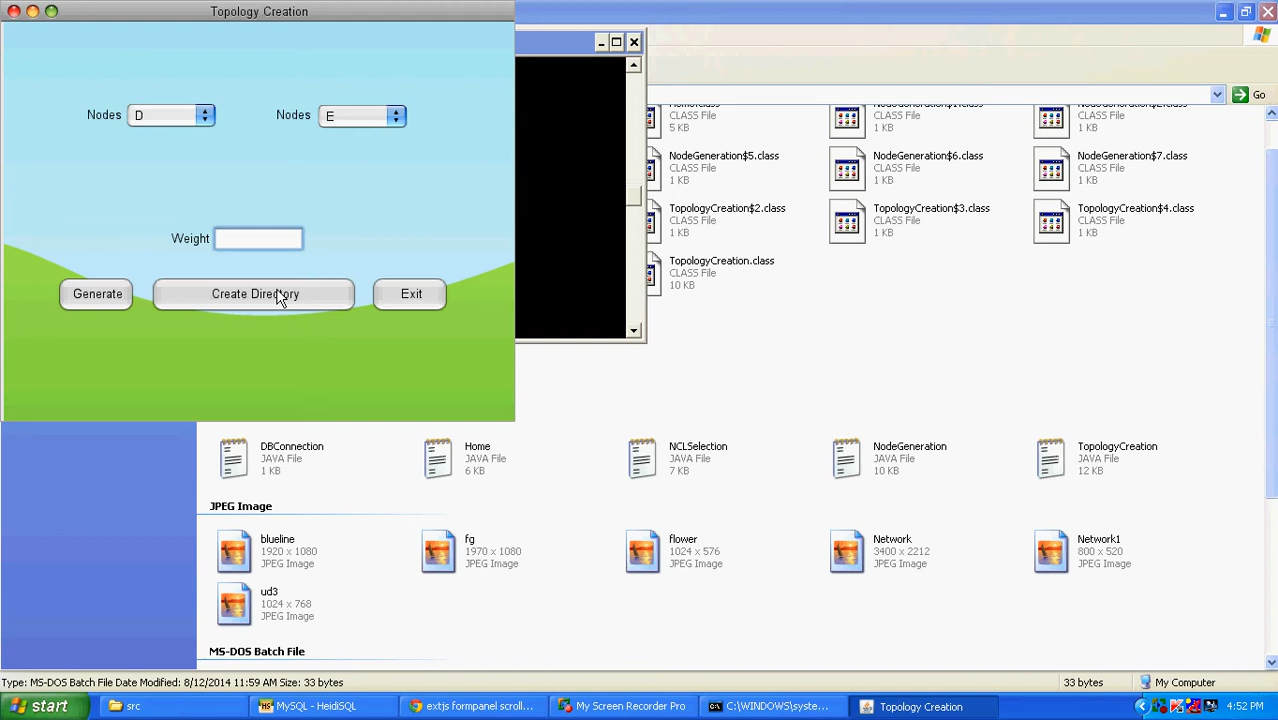 Topology Creation
Nodes D Nodes E
Weight
Generate Create Directory Exit
Go
CLASS File
5 KB
CLASS File
1 KB
CLASS File
1 KB
NodeGeneration$5.class
CLASS File
1 KB
NodeGeneration$6.class
CLASS File
1 KB
NodeGeneration$7.class
CLASS File
1 KB
TopologyCreation$2.class
CLASS File
1 KB
TopologyCreation$3.class
CLASS File
1 KB
TopologyCreation$4.class
CLASS File
1 KB
TopologyCreation.class
CLASS File
10 KB
DBConnection
JAVA File
1 KB
Home
JAVA File
6 KB
NCLSelection
JAVA File
7 KB
NodeGeneration
JAVA File
10 KB
TopologyCreation
JAVA File
12 KB
JPEG Image
blueline
1920 x 1080
JPEG Image
fg
1970 x 1080
JPEG Image
flower
1024 x 576
JPEG Image
Network
3400 x 2212
JPEG Image
Network1
800 x 520
JPEG Image
ud3
1024 x 768
JPEG Image
MS-DOS Batch File
Type: MS-DOS Batch File Date Modified: 8/12/2014 11:59 AM Size: 33 bytes
33 bytes
My Computer
start
src
MySQL - HeidiSQL
extjs formpanel scroll...
My Screen Recorder Pro
C:\WINDOWS\syste...
Topology Creation
4:52 PM